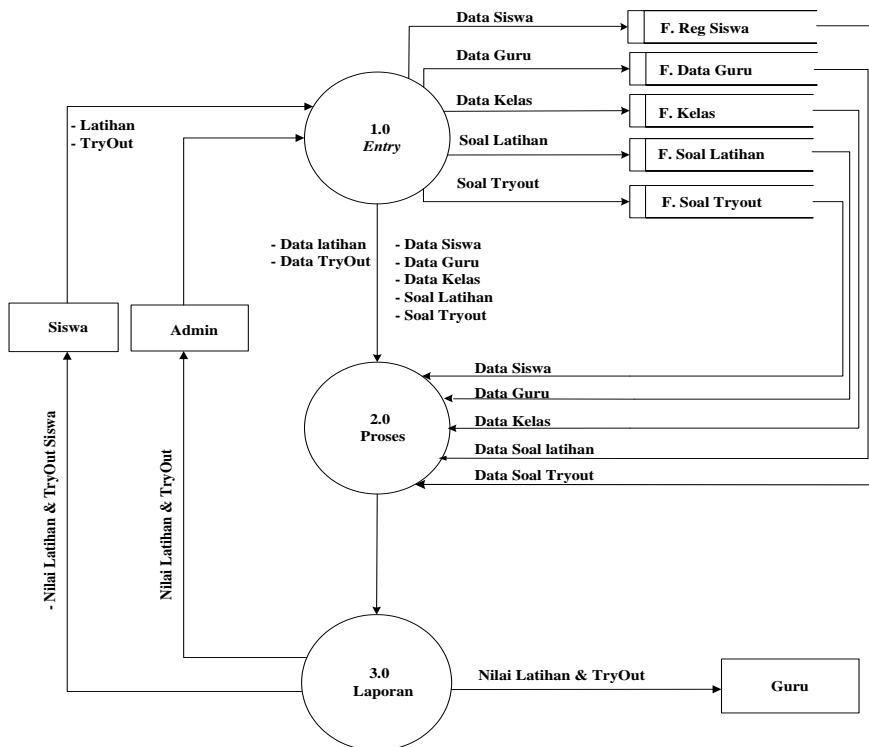 Data Siswa
F. Reg Siswa
Data Guru
F. Data Guru
Data Kelas
F. Kelas
- Latihan
- TryOut
1.0
Entry
Soal Latihan
F. Soal Latihan
Soal Tryout
F. Soal Tryout
- Data latihan
- Data TryOut
- Data Siswa
- Data Guru
- Data Kelas
- Soal Latihan
- Soal Tryout
Siswa
Admin
Data Siswa
Data Guru
2.0
Proses
Data Kelas
Data Soal latihan
Data Soal Tryout
- Nilai Latihan & TryOut Siswa
Nilai Latihan & TryOut
3.0
Laporan
Nilai Latihan & TryOut
Guru